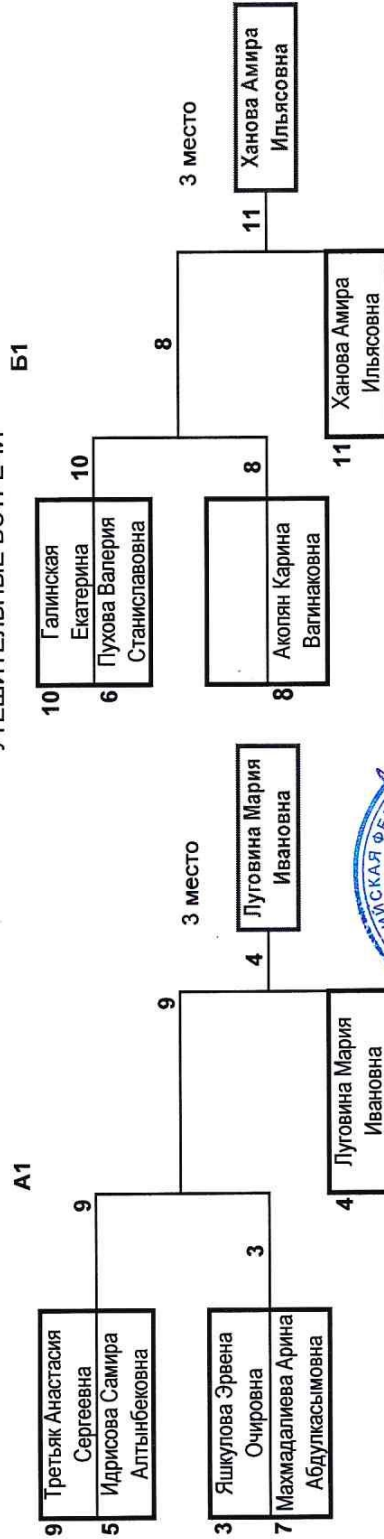 А1
9
Третьяк Анастасия
Сергеевна
5
Идрисова Самира
Алтынбековна
9
3
Яшкулова Эрвена
Очировна
7
Махмадалиева Арина
Абдулкасымовна
3
9
4
Луговина Мария
Ивановна
4
3 место
Луговина Мария
Ивановна
Б1
10
Галинская
Екатерина
6
Пухова Валерия
Станиславовна
10
8
Акопян Карина
Вагинаковна
8
8
11
Ханова Амира
Ильясовна
11
3 место
Ханова Амира
Ильясовна